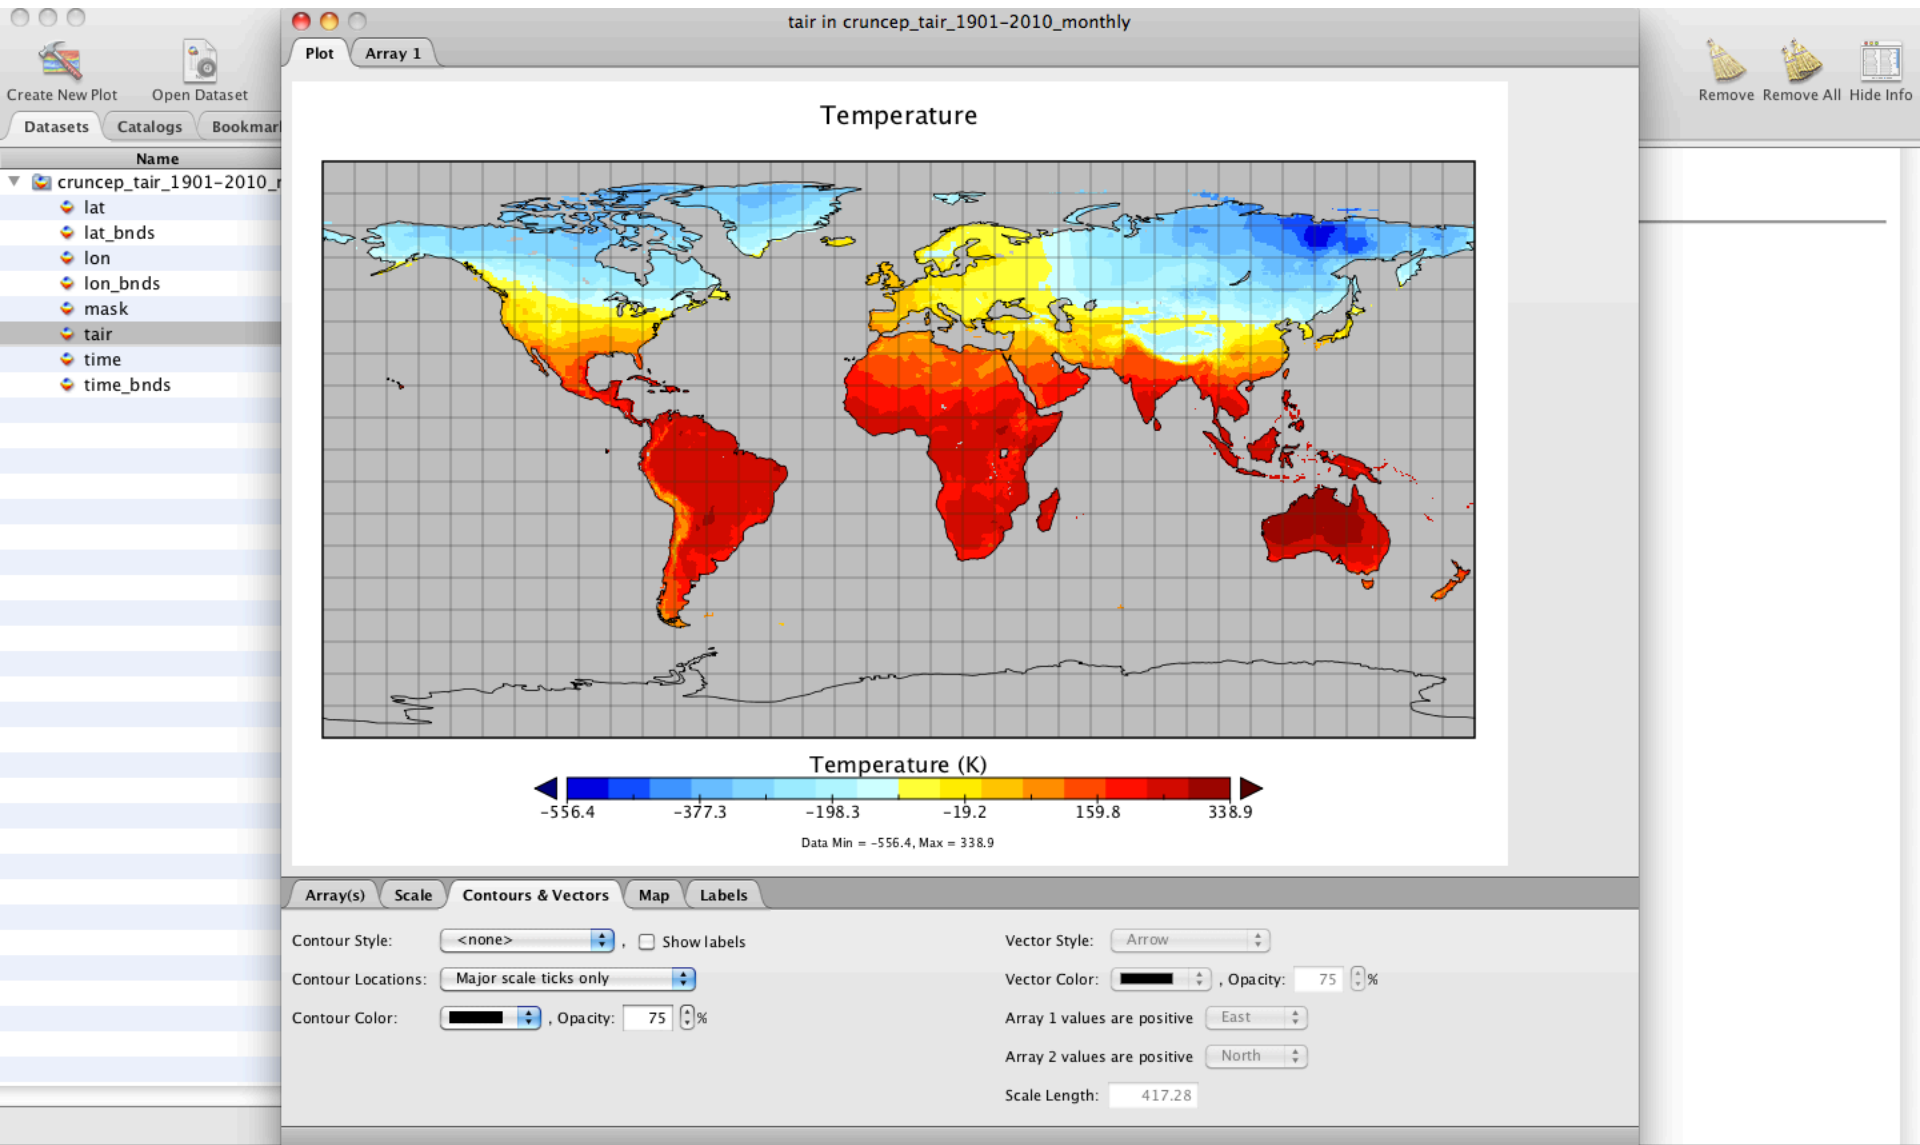 tair in cruncep_tair_1901-2010_monthly
Create New Plot
Open Dataset
Remove
Remove All
Hide Info
Datasets
Catalogs
Name
lat
lat_bnds
lon
lon_bnds
mask
tair
time
time_bnds
Plot
Array 1
Temperature
Temperature (K)
-556.4 -377.3 -198.3 -19.2 159.8 338.9
Data Min = -556.4, Max = 338.9
Array(s)
Scale
Contours & Vectors
Map
Labels
Contour Style: <none> , Show labels
Contour Locations: Major scale ticks only
Contour Color: , Opacity: 75 %
Vector Style: Arrow
Vector Color: , Opacity: 75 %
Array 1 values are positive East
Array 2 values are positive North
Scale Length: 417.28